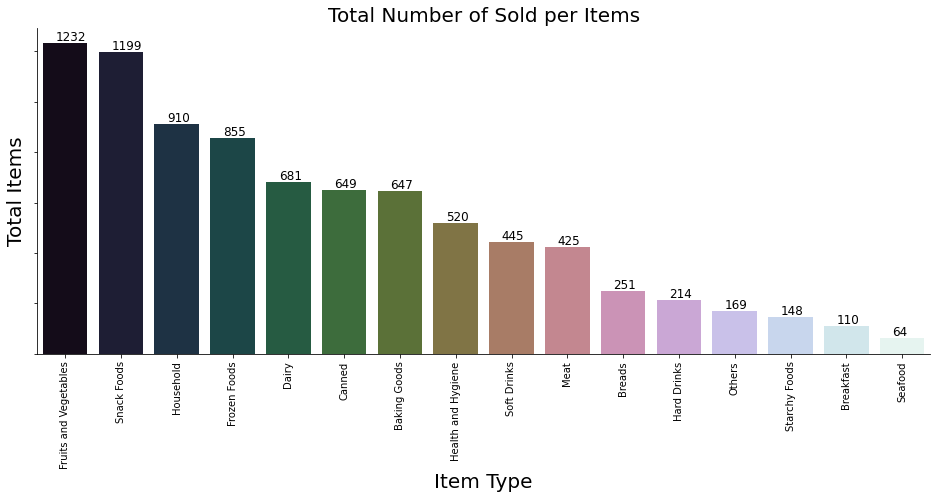 Total Number of Sold per Items
Total Items
1232
1199
910
855
681
649
647
520
445
425
251
214
169
148
110
64
Fruits and Vegetables
Snack Foods
Household
Frozen Foods
Dairy
Canned
Baking Goods
Health and Hygiene
Soft Drinks
Meat
Breads
Hard Drinks
Others
Starchy Foods
Breakfast
Seafood
Item Type